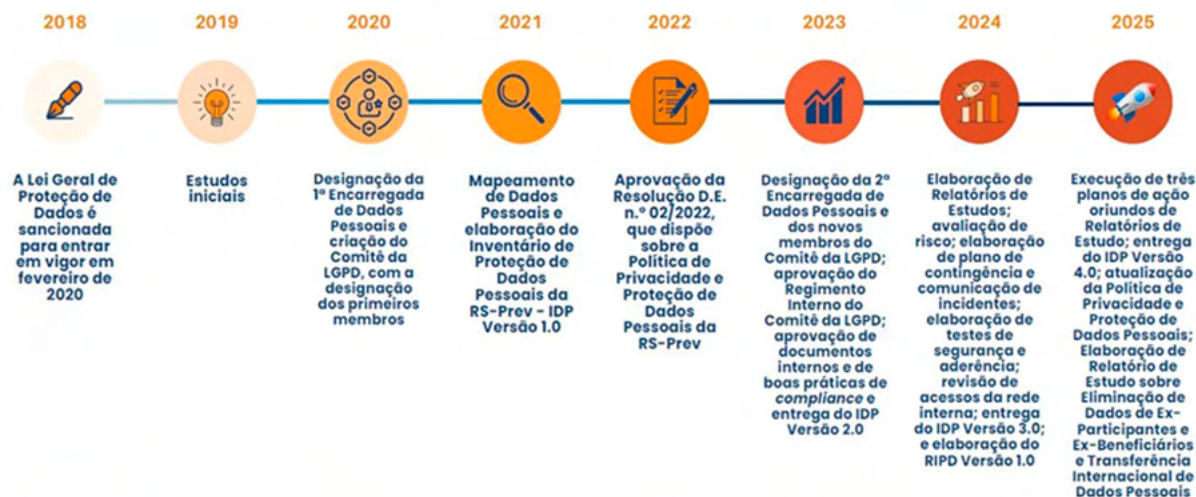 2018
2019
2020
2021
2022
2023
2024
2025
A Lei Geral de
Proteção de
Dados é
sancionada
para entrar
em vigor em
fevereiro de
2020
Estudos
iniciais
Designação da
1ª Encarregada
de Dados
Pessoais e
criação do
Comitê da
LGPD, com a
designação
dos primeiros
membros
Mapeamento
de Dados
Pessoais e
elaboração do
Inventário de
Proteção de
Dados
Pessoais da
RS-Prev - IDP
Versão 1.0
Aprovação da
Resolução D.E.
n.º 02/2022,
que dispõe
sobre a
Política de
Privacidade e
Proteção de
Dados
Pessoais da
RS-Prev
Designação da 2ª
Encarregada de
Dados Pessoais e
dos novos
membros do
Comitê da LGPD;
aprovação do
Regimento
Interno do
Comitê da LGPD;
aprovação de
documentos
internos e de
boas práticas de
compliance e
entrega do IDP
Versão 2.0
Elaboração de
Relatórios de
Estudos;
avaliação de
risco; elaboração
de plano de
contingência e
comunicação de
incidentes;
elaboração de
testes de
segurança e
aderência;
revisão de
acessos da rede
interna; entrega
do IDP Versão 3.0;
e elaboração do
RIPD Versão 1.0
Execução de três
planos de ação
oriundos de
Relatórios de
Estudo; entrega
do IDP Versão
4.0; atualização
da Política de
Privacidade e
Proteção de
Dados Pessoais;
Elaboração de
Relatório de
Estudo sobre
Eliminação de
Dados de Ex-
Participantes e
Ex-Beneficiários
e Transferência
Internacional de
Dados Pessoais